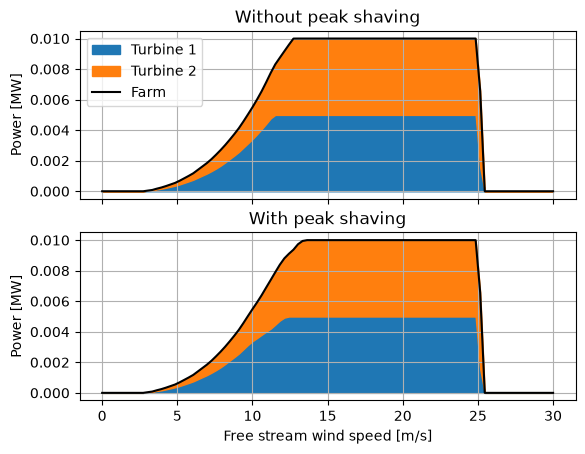 Without peak shaving
0.010
0.008
0.006
0.004
0.002
0.000
Power [MW]
Turbine 1
Turbine 2
Farm
With peak shaving
0.010
0.008
0.006
0.004
0.002
0.000
Power [MW]
0 5 10 15 20 25 30
Free stream wind speed [m/s]